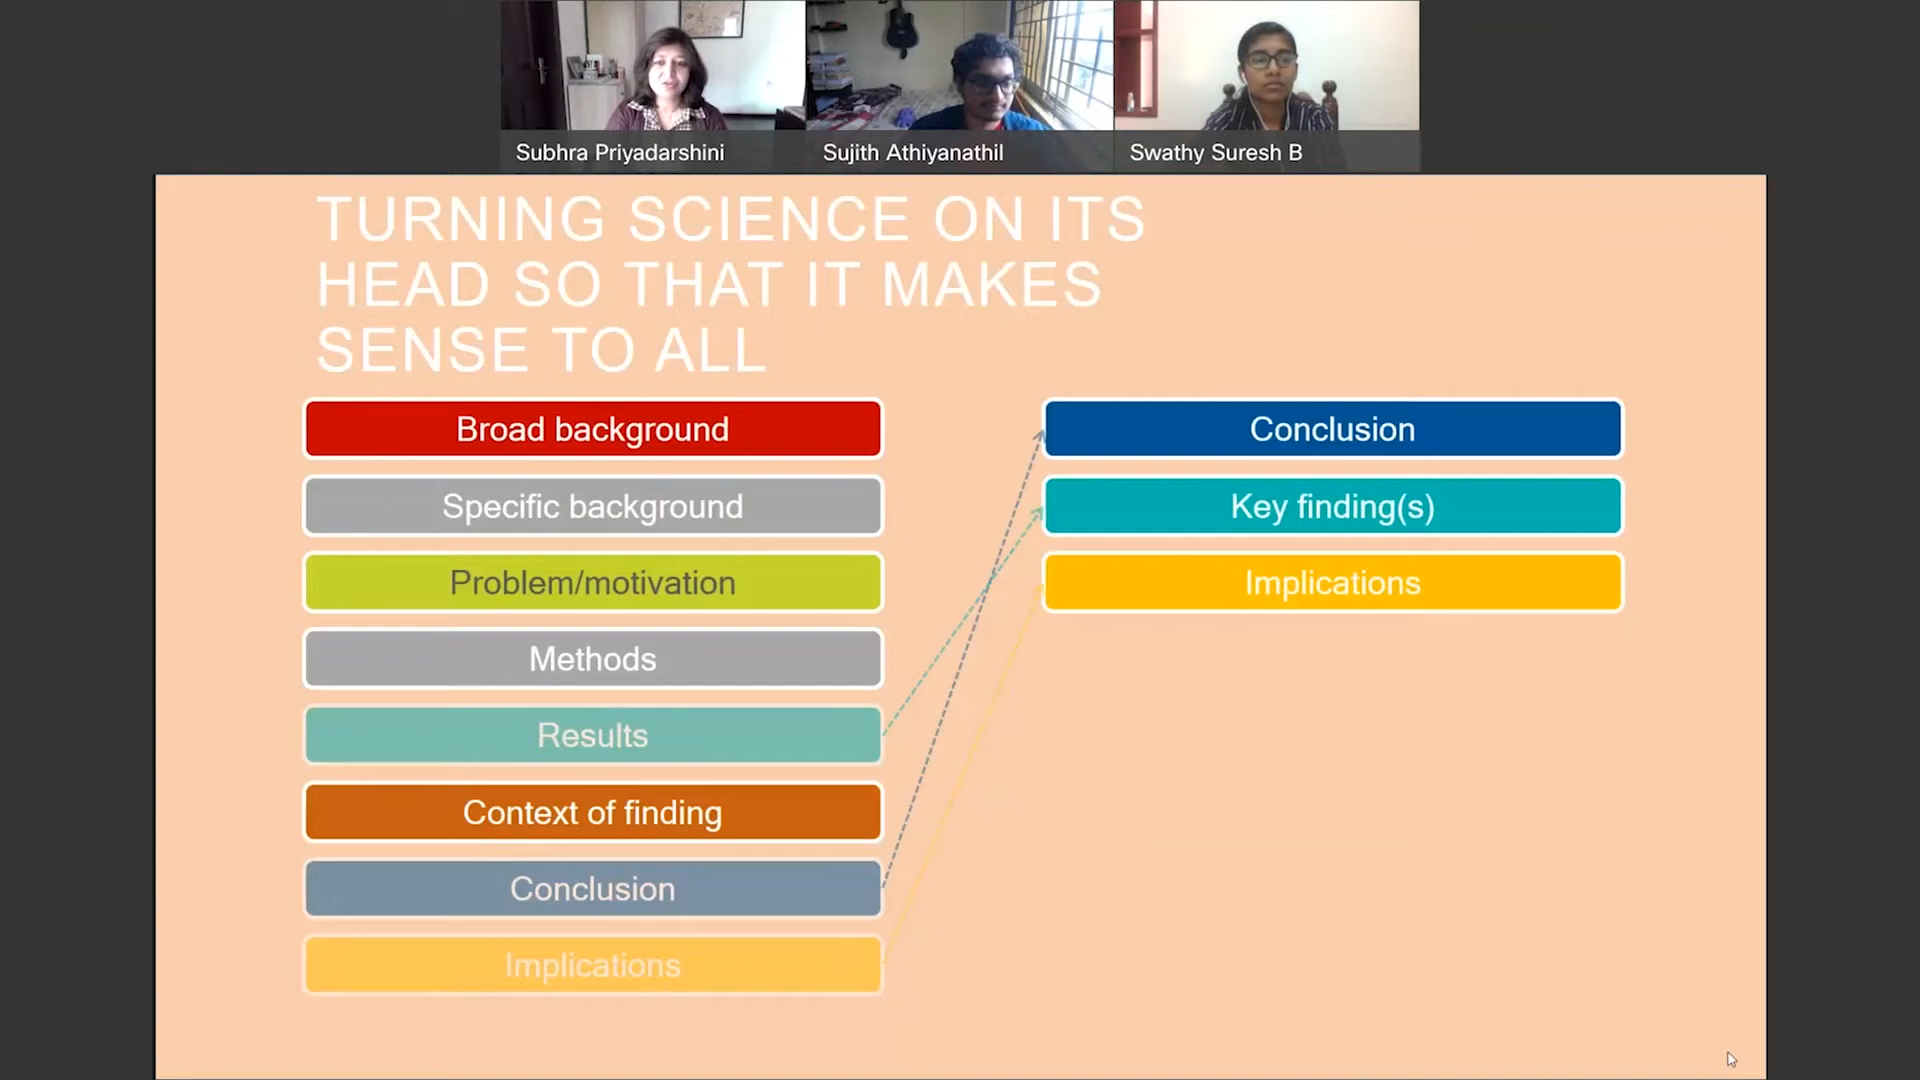 Subhra Priyadarshini
Sujith Athiyanathil
Swathy Suresh B
TURNING SCIENCE ON ITS
HEAD SO THAT IT MAKES
SENSE TO ALL
Broad background
Specific background
Problem/motivation
Methods
Results
Context of finding
Conclusion
Implications
Conclusion
Key finding(s)
Implications